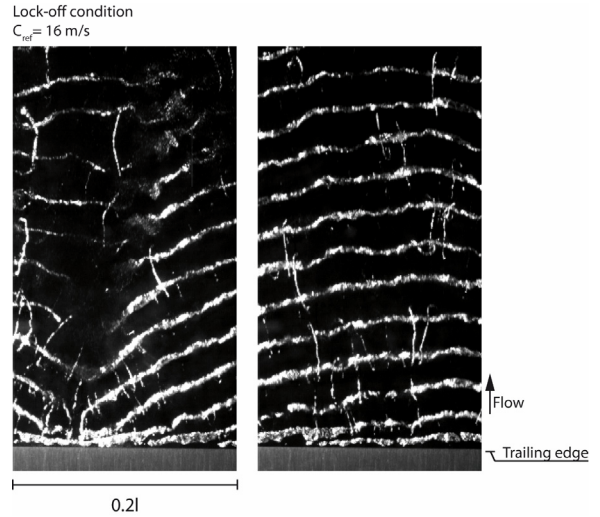 Lock-off condition
C_ref = 16 m/s
Flow
Trailing edge
0.2l